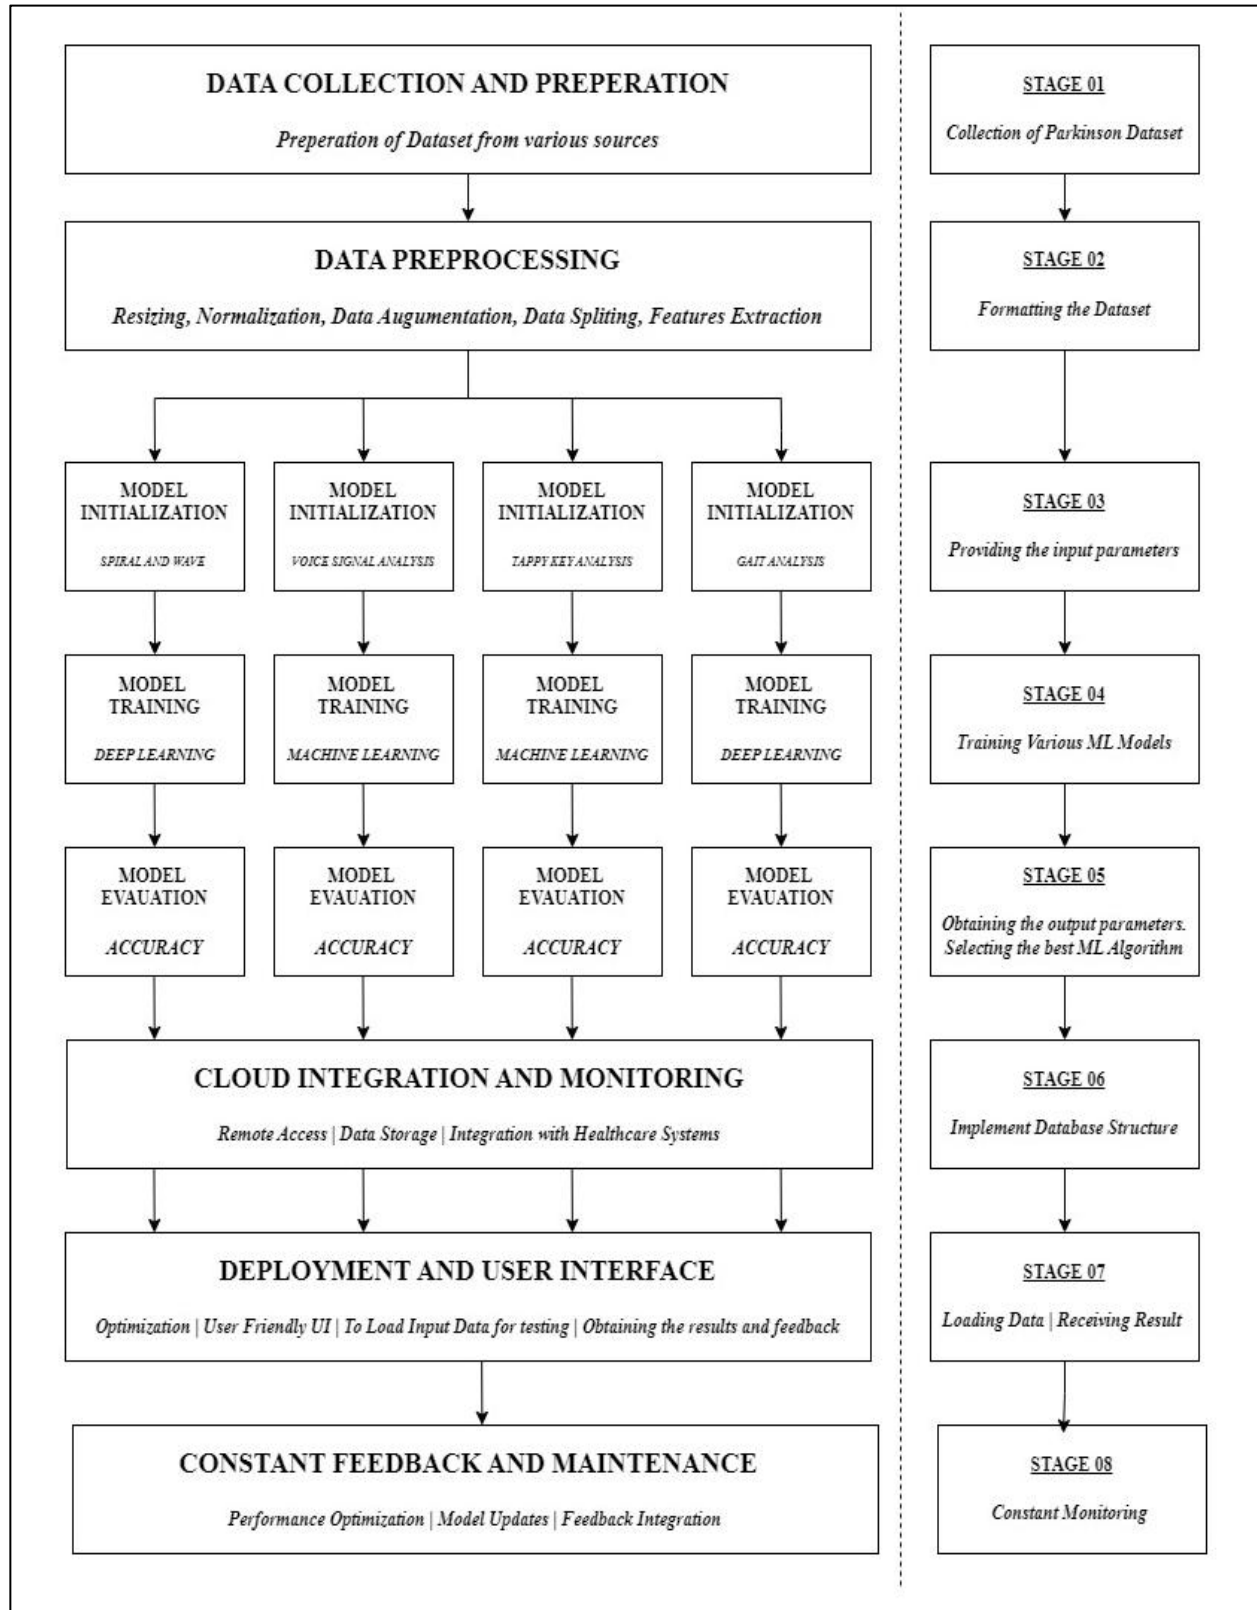 DATA COLLECTION AND PREPERATION
Preperation of Dataset from various sources
STAGE 01
Collection of Parkinson Dataset
DATA PREPROCESSING
Resizing, Normalization, Data Augumentation, Data Spliting, Features Extraction
STAGE 02
Formatting the Dataset
MODEL
INITIALIZATION
SPIRAL AND WAVE
MODEL
INITIALIZATION
VOICE SIGNAL ANALYSIS
MODEL
INITIALIZATION
TAPPY KEY ANALYSIS
MODEL
INITIALIZATION
GAIT ANALYSIS
STAGE 03
Providing the input parameters
MODEL
TRAINING
DEEP LEARNING
MODEL
TRAINING
MACHINE LEARNING
MODEL
TRAINING
MACHINE LEARNING
MODEL
TRAINING
DEEP LEARNING
STAGE 04
Training Various ML Models
MODEL
EVAUATION
ACCURACY
MODEL
EVAUATION
ACCURACY
MODEL
EVAUATION
ACCURACY
MODEL
EVAUATION
ACCURACY
STAGE 05
Obtaining the output parameters.
Selecting the best ML Algorithm
CLOUD INTEGRATION AND MONITORING
Remote Access | Data Storage | Integration with Healthcare Systems
STAGE 06
Implement Database Structure
DEPLOYMENT AND USER INTERFACE
Optimization | User Friendly UI | To Load Input Data for testing | Obtaining the results and feedback
STAGE 07
Loading Data | Receiving Result
CONSTANT FEEDBACK AND MAINTENANCE
Performance Optimization | Model Updates | Feedback Integration
STAGE 08
Constant Monitoring